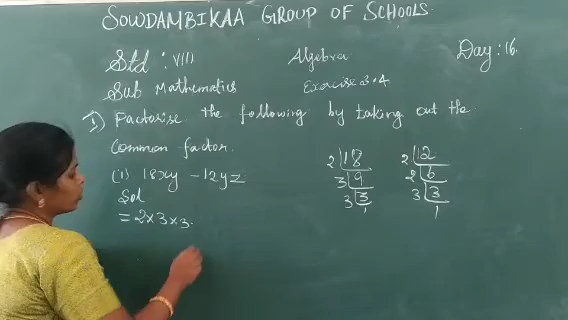 SOWDAMBIKAA GROUP OF SCHOOLS.
Std : VIII Algebra Day : 16.
Sub Mathematics Exercise 3.4
1) Factorise the following by taking out the
Common factor.
(i) 18xy - 12yz
Sol
= 2×3×3.
2 18
3 9
3 3
1
2 12
2 6
3 3
1